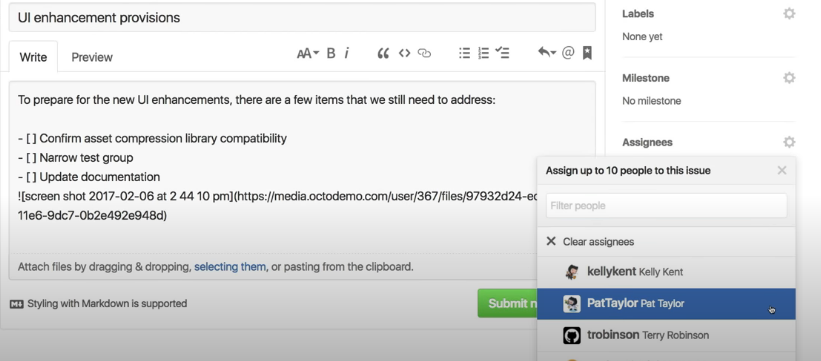 UI enhancement provisions
Labels
None yet
Write
Preview
AA
B
i
@
Milestone
No milestone
To prepare for the new UI enhancements, there are a few items that we still need to address:
- [ ] Confirm asset compression library compatibility
- [ ] Narrow test group
- [ ] Update documentation
![screen shot 2017-02-06 at 2 44 10 pm](https://media.octodemo.com/user/367/files/97932d24-ec
11e6-9dc7-0b2e492e948d)
Attach files by dragging & dropping, selecting them, or pasting from the clipboard.
Styling with Markdown is supported
Submit n
Assignees
Assign up to 10 people to this issue
Filter people
Clear assignees
kellykent Kelly Kent
PatTaylor Pat Taylor
trobinson Terry Robinson